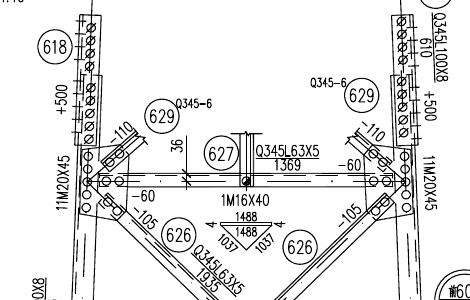 618
+500
Q345-6
629
-110
11M20X45
36
627
Q345L63X5
1369
-60
-60
1M16X40
1488
1488
1037
1037
-105
626
Q345L63X5
1935
626
-105
Q345-6
629
-110
11M20X45
+500
610
Q345L100X8
0X8